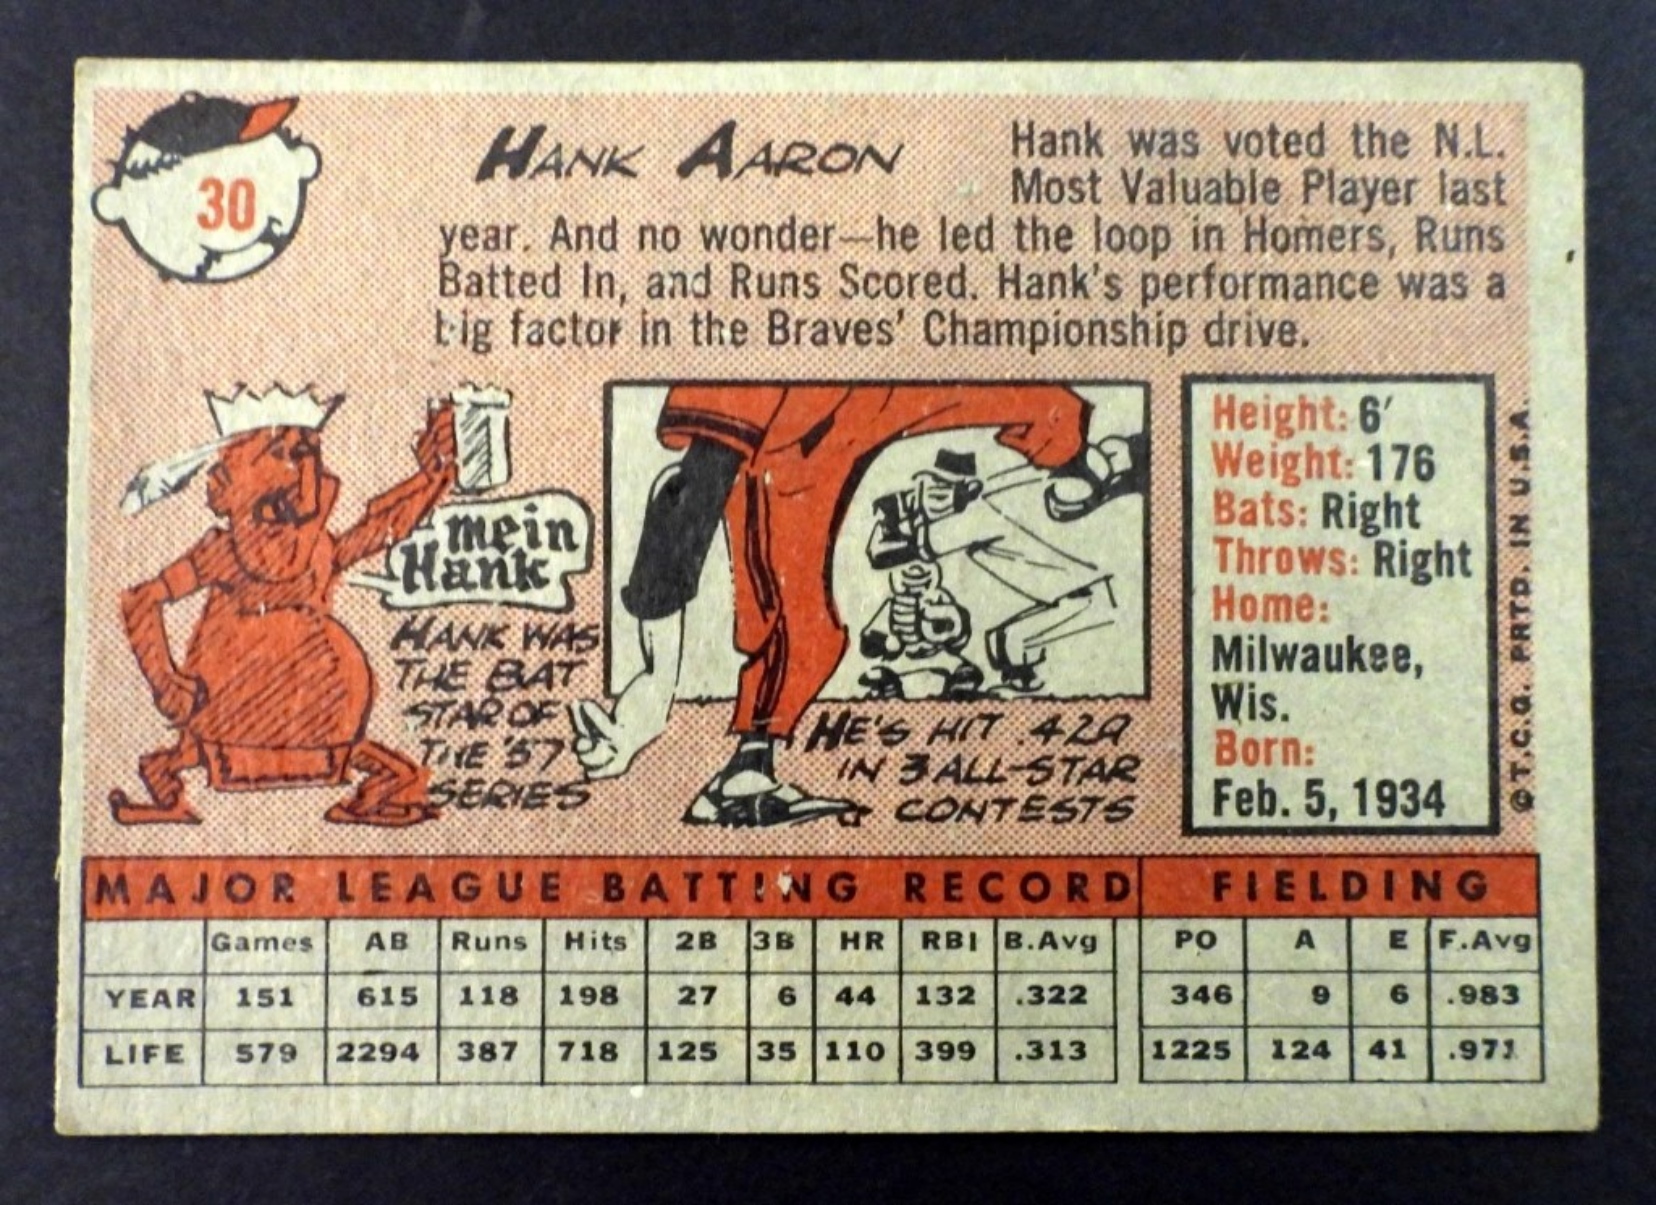 30
HANK AARON
Hank was voted the N.L.
Most Valuable Player last
year. And no wonder—he led the loop in Homers, Runs
Batted In, and Runs Scored. Hank's performance was a
big factor in the Braves' Championship drive.
mein
Hank
HANK WAS
THE BAT
STAR OF
THE '57
SERIES
HE'S HIT .429
IN 3 ALL-STAR
CONTESTS
Height: 6'
Weight: 176
Bats: Right
Throws: Right
Home:
Milwaukee,
Wis.
Born:
Feb. 5, 1934
© T.C.G. PRTD. IN U.S.A.
MAJOR LEAGUE BATTING RECORD FIELDING
Games AB Runs Hits 2B 3B HR RBI B.Avg PO A E F.Avg
YEAR 151 615 118 198 27 6 44 132 .322 346 9 6 .983
LIFE 579 2294 387 718 125 35 110 399 .313 1225 124 41 .971